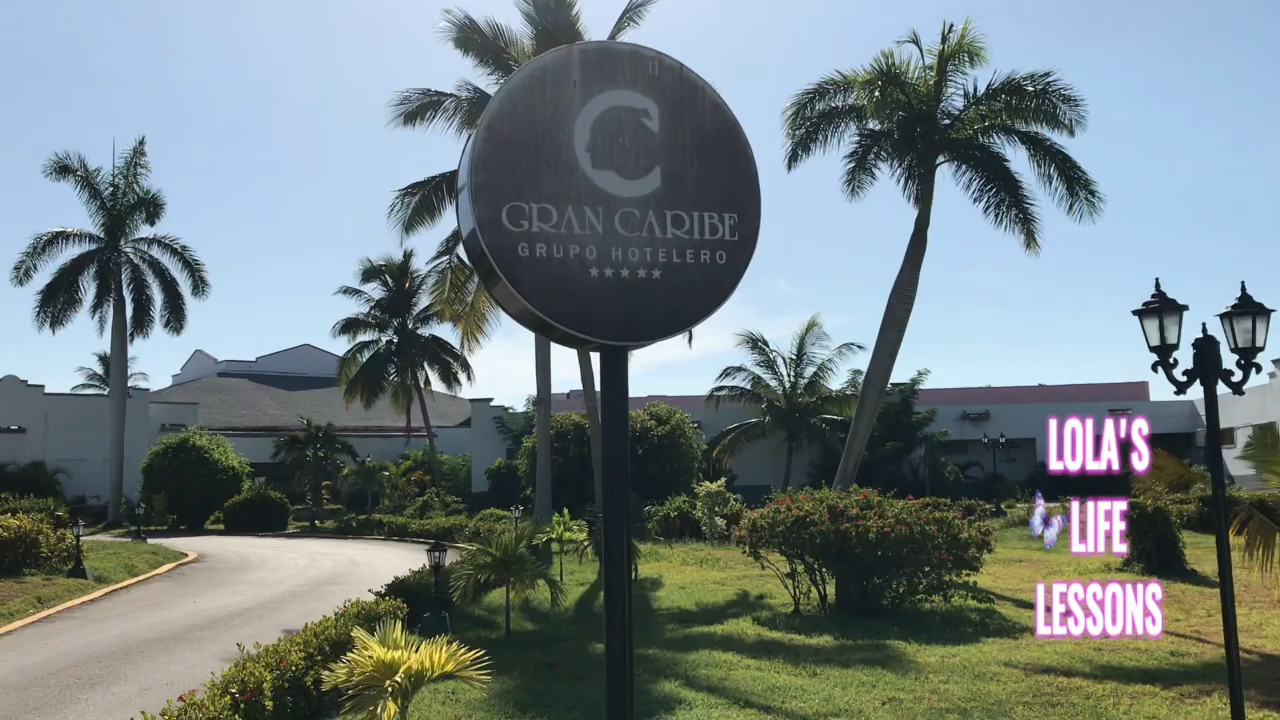 GRAN CARIBE
GRUPO HOTELERO
LOLA'S
LIFE
LESSONS